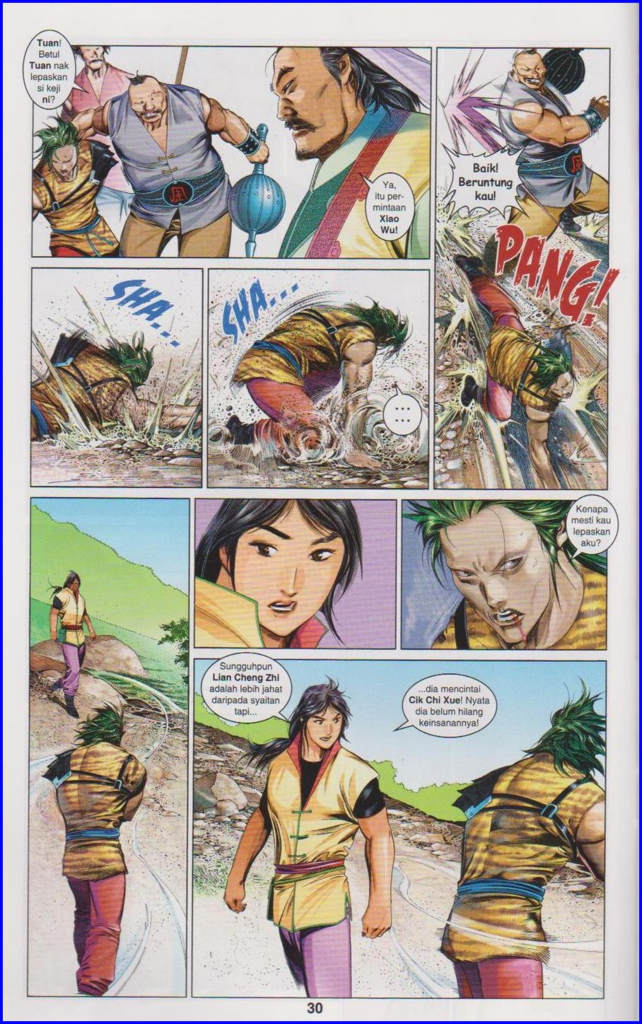 Tuan!
Betul
Tuan nak
lepaskan
si keji
ni?
Ya,
itu per-
mintaan
Xiao
Wu!
Baik!
Beruntung
kau!
PANG!
SHA...
SHA...
...
...
Kenapa
mesti kau
lepaskan
aku?
Sungguhpun
Lian Cheng Zhi
adalah lebih jahat
daripada syaitan
tapi...
...dia mencintai
Cik Chi Xue! Nyata
dia belum hilang
keinsanannya!
30